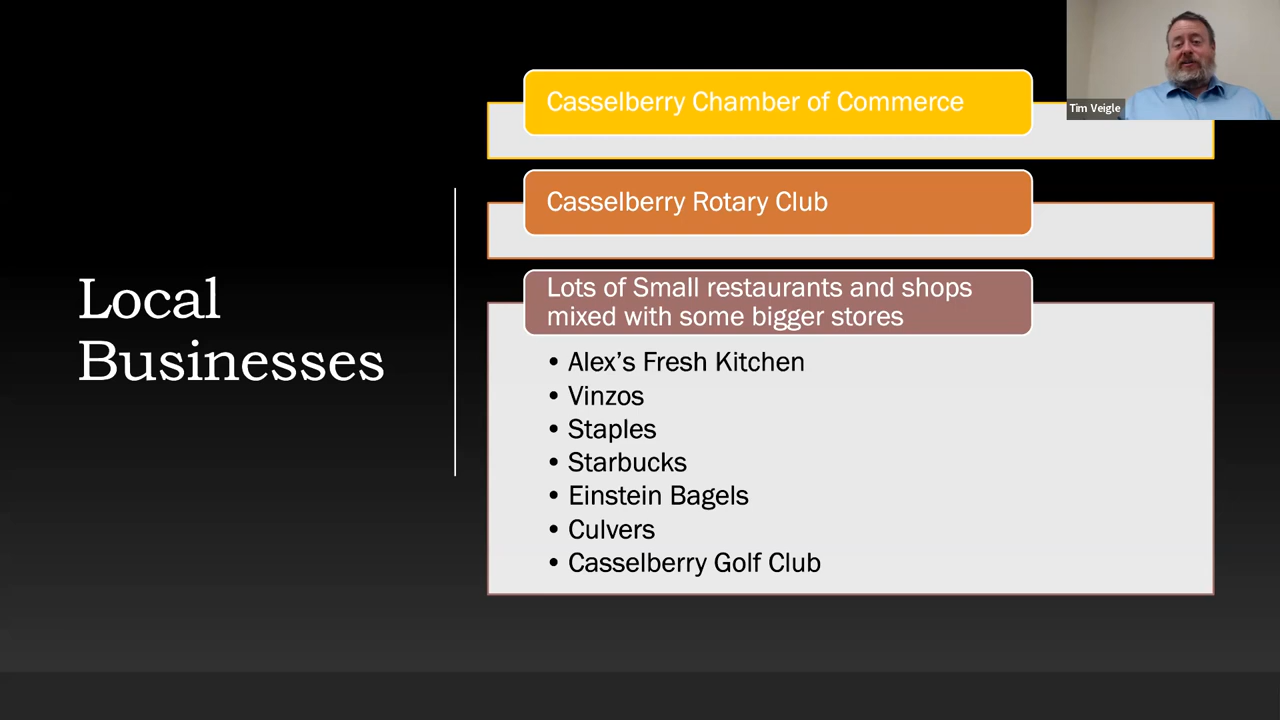 Local
Businesses
Casselberry Chamber of Commerce
Casselberry Rotary Club
Lots of Small restaurants and shops
mixed with some bigger stores
• Alex’s Fresh Kitchen
• Vinzos
• Staples
• Starbucks
• Einstein Bagels
• Culvers
• Casselberry Golf Club
Tim Veigle